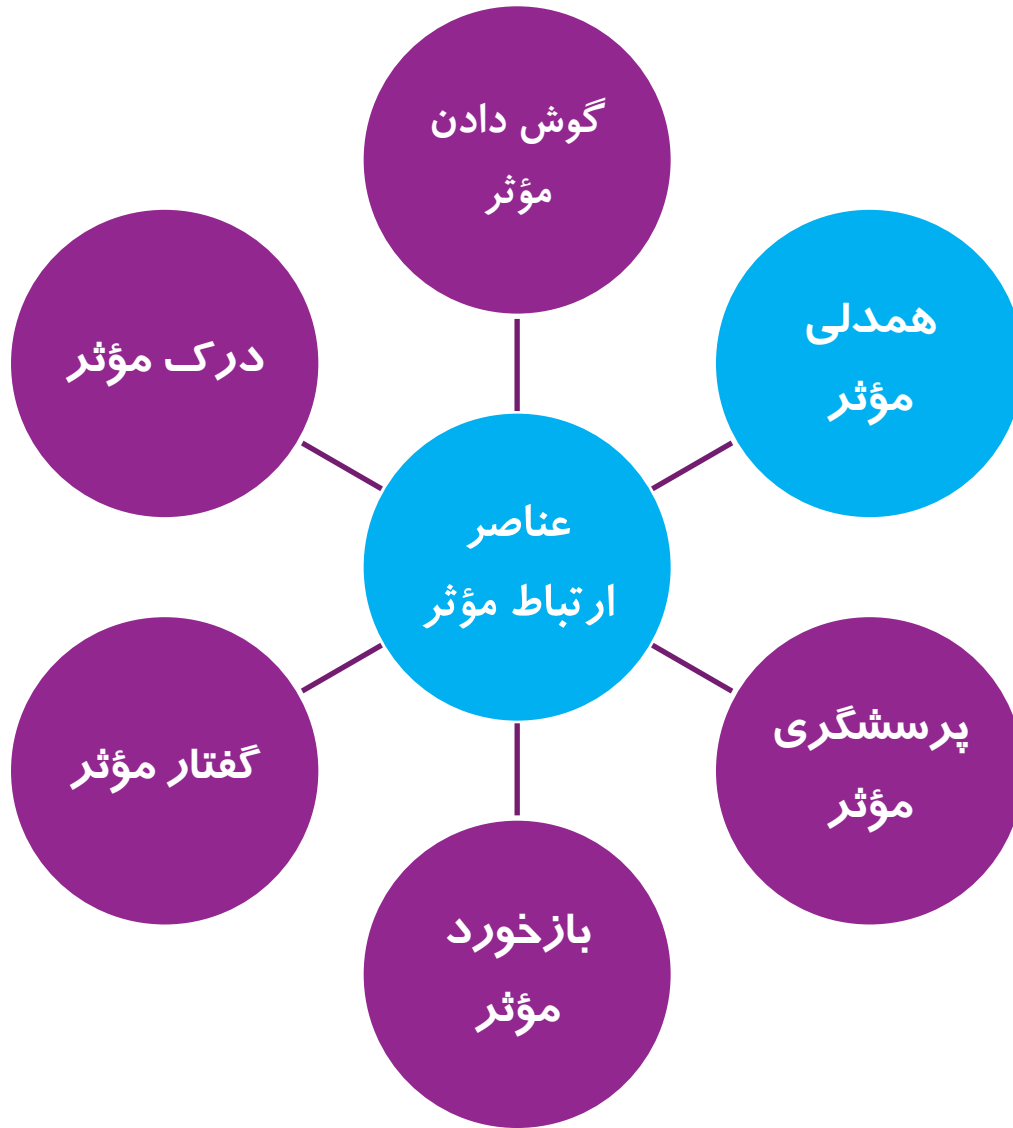 گوش دادن
مؤثر
همدلی
مؤثر
درک مؤثر
عناصر
ارتباط مؤثر
پرسشگری
مؤثر
گفتار مؤثر
بازخورد
مؤثر